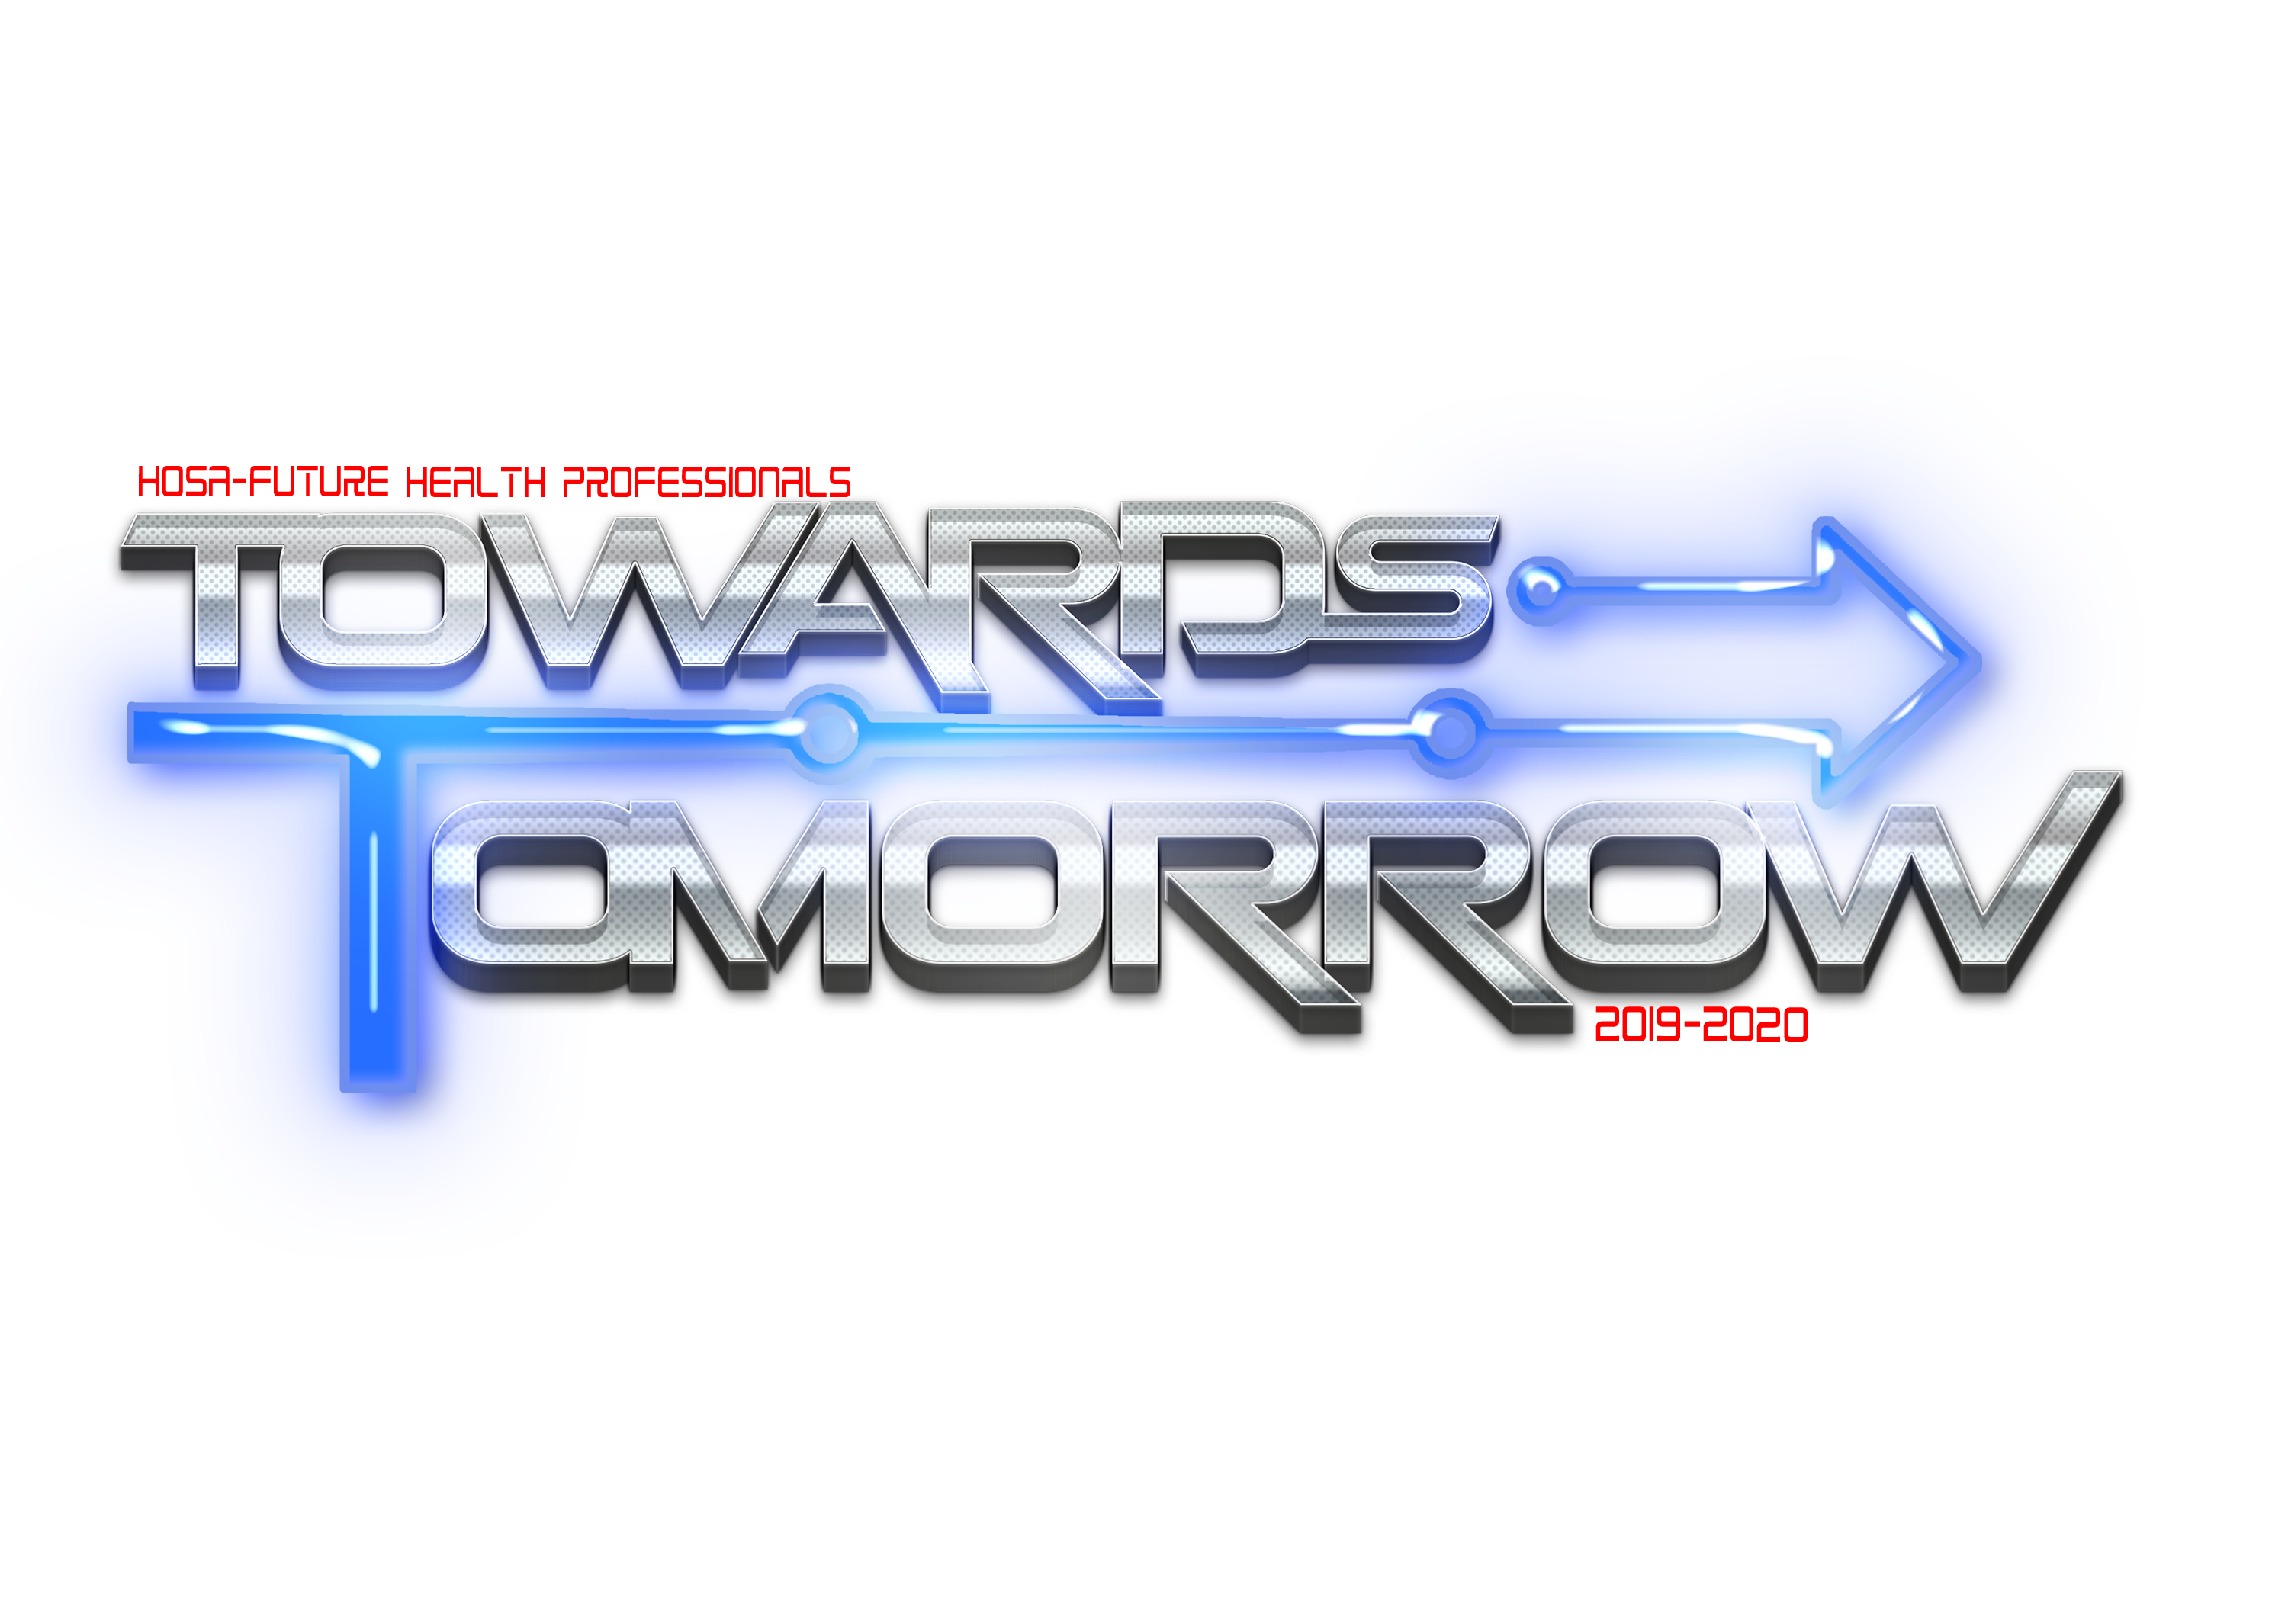 HOSA-FUTURE HEALTH PROFESSIONALS
TOWARDS
TOMORROW
2019-2020